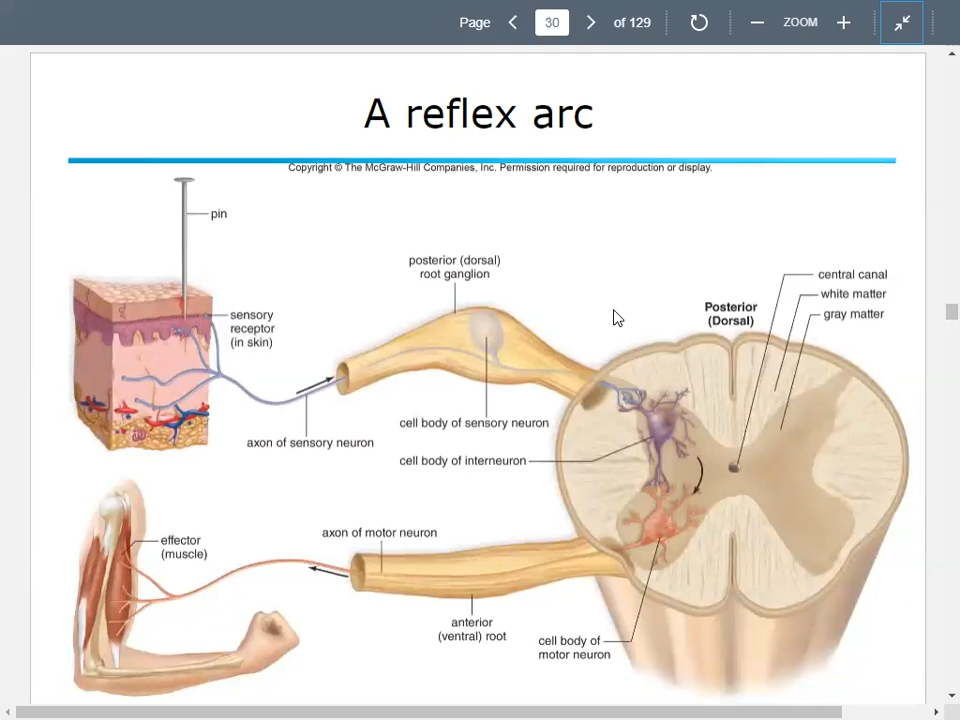 Page
30
of 129
ZOOM
A reflex arc
Copyright © The McGraw-Hill Companies, Inc. Permission required for reproduction or display.
pin
posterior (dorsal)
root ganglion
sensory
receptor
(in skin)
Posterior
(Dorsal)
central canal
white matter
gray matter
cell body of sensory neuron
axon of sensory neuron
cell body of interneuron
effector
(muscle)
axon of motor neuron
anterior
(ventral) root
cell body of
motor neuron